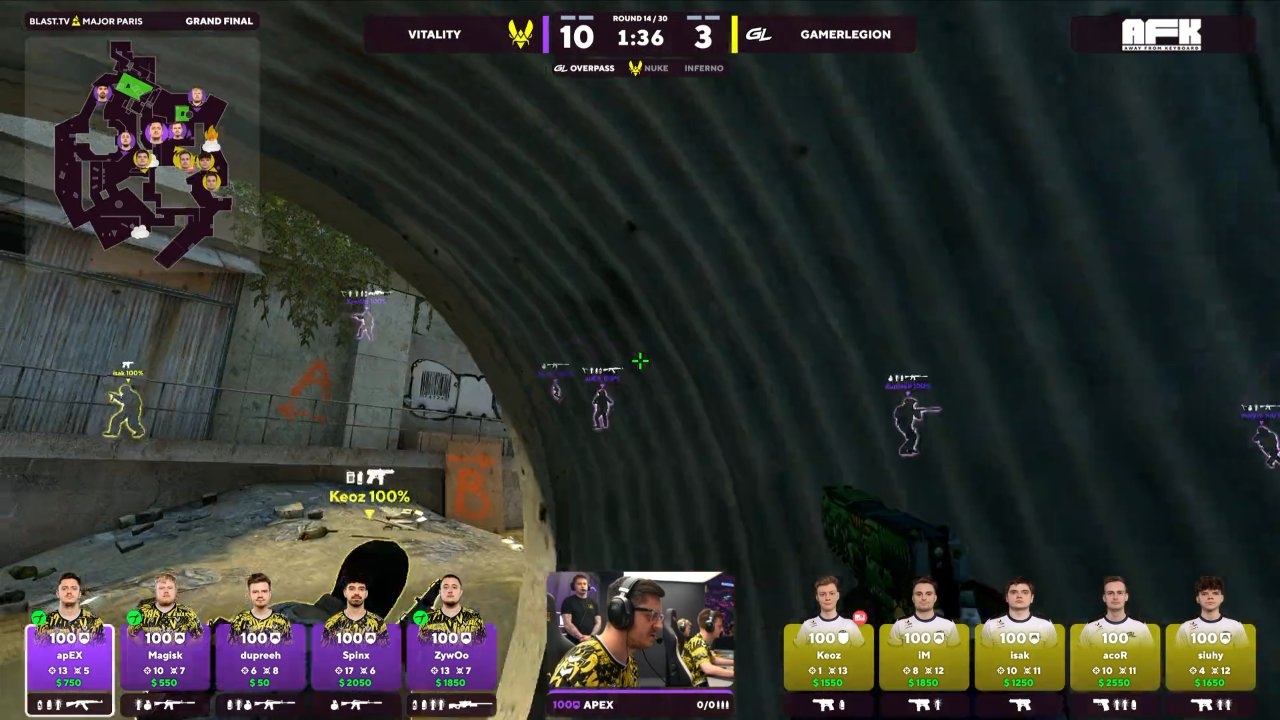 BLAST.TV MAJOR PARIS
GRAND FINAL
VITALITY
10
ROUND 14 / 30
1:36
3
GL
GAMERLEGION
AFK
AWAY FROM KEYBOARD
GL OVERPASS
NUKE
INFERNO
A
isak 100%
A
B
Keoz 100%
100
apEX
13 5
$750
100
Magisk
10 7
$550
100
dupreeh
6 8
$50
100
Spinx
17 6
$2050
100
ZywOo
13 7
$1850
100 APEX
0/0
100
Keoz
1 13
$1550
100
iM
8 12
$1850
100
isak
10 11
$1250
100
acoR
10 11
$2550
100
siuhy
4 12
$1650